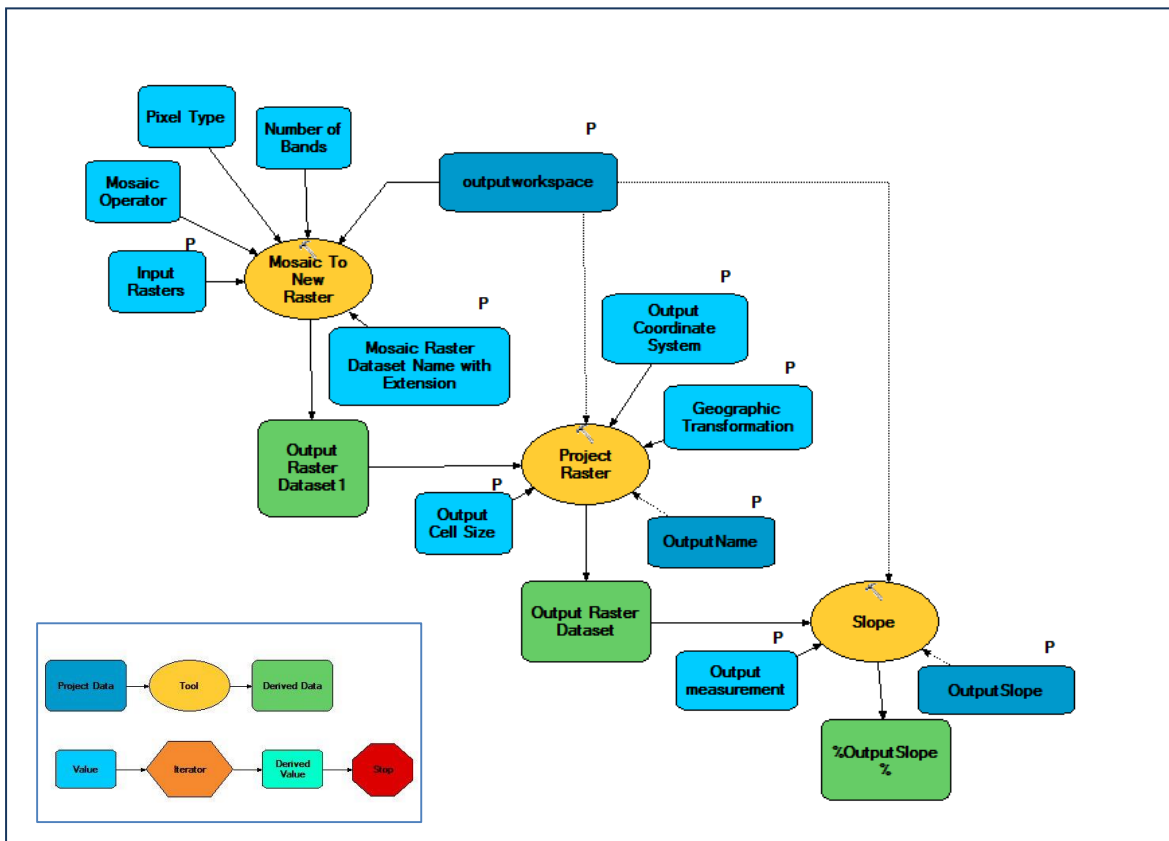 Pixel Type
Number of
Bands
P
Mosaic
Operator
outputworkspace
P
Input
Rasters
Mosaic To
New
Raster
P
Mosaic Raster
Dataset Name with
Extension
P
Output
Coordinate
System
P
Geographic
Transformation
Output
Raster
Dataset1
Project
Raster
P
Output
Cell Size
P
OutputName
Output Raster
Dataset
Slope
P
Output
measurement
P
OutputSlope
%OutputSlope
%
Project Data
Tool
Derived Data
Value
Iterator
Derived
Value
Stop